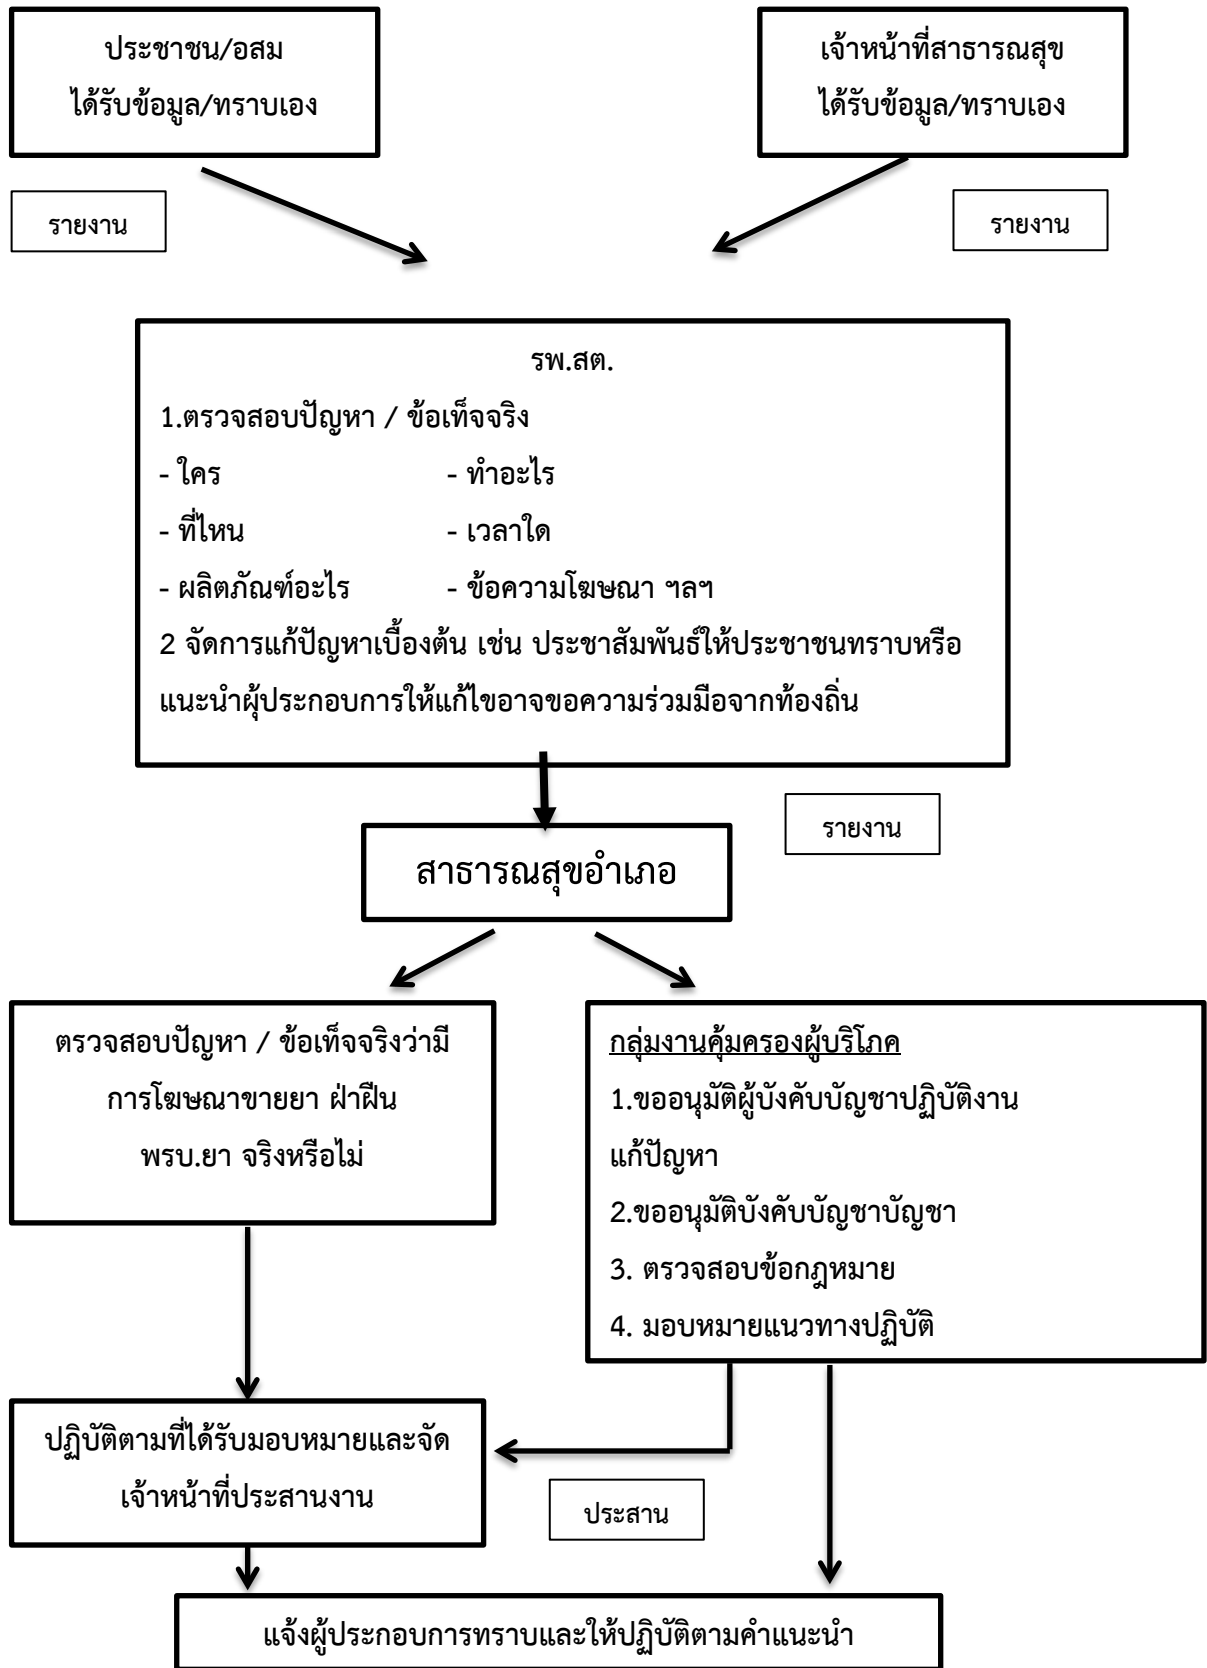 ประชาชน/อสม
ได้รับข้อมูล/ทราบเอง
เจ้าหน้าที่สาธารณสุข
ได้รับข้อมูล/ทราบเอง
รายงาน
รายงาน
รพ.สต.
1.ตรวจสอบปัญหา / ข้อเท็จจริง
- ใคร - ทำอะไร
- ที่ไหน - เวลาใด
- ผลิตภัณฑ์อะไร - ข้อความโฆษณา ฯลฯ
2 จัดการแก้ปัญหาเบื้องต้น เช่น ประชาสัมพันธ์ให้ประชาชนทราบหรือ
แนะนำผุ้ประกอบการให้แก้ไขอาจขอความร่วมมือจากท้องถิ่น
รายงาน
สาธารณสุขอำเภอ
ตรวจสอบปัญหา / ข้อเท็จจริงว่ามี
การโฆษณาขายยา ฝ่าฝืน
พรบ.ยา จริงหรือไม่
กลุ่มงานคุ้มครองผู้บริโภค
1.ขออนุมัติผู้บังคับบัญชาปฏิบัติงาน
แก้ปัญหา
2.ขออนุมัติบังคับบัญชาบัญชา
3. ตรวจสอบข้อกฎหมาย
4. มอบหมายแนวทางปฏิบัติ
ปฏิบัติตามที่ได้รับมอบหมายและจัด
เจ้าหน้าที่ประสานงาน
ประสาน
แจ้งผู้ประกอบการทราบและให้ปฏิบัติตามคำแนะนำ